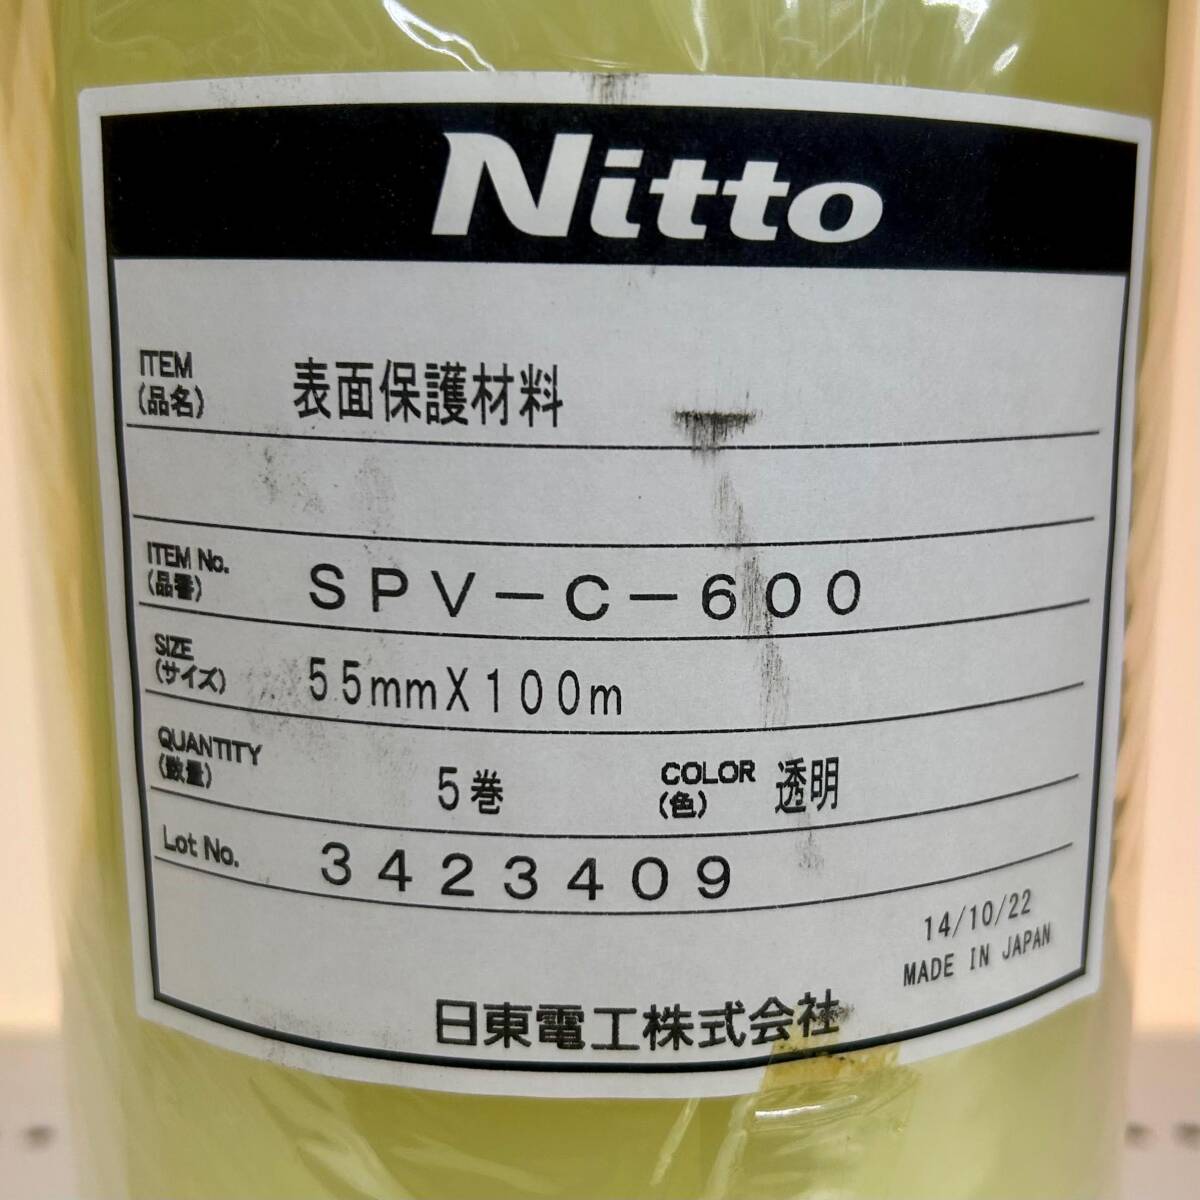 Nitto
ITEM
(品名) 表面保護材料
ITEM No.
(品番) SPV-C-600
SIZE
(サイズ) 55mmX100m
QUANTITY
(数量) 5巻 COLOR
(色) 透明
Lot No. 3423409
14/10/22
MADE IN JAPAN
日東電工株式会社